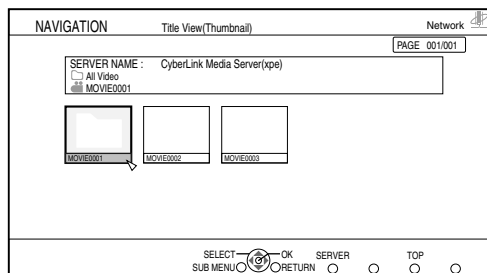 NAVIGATION Title View(Thumbnail) Network
PAGE 001/001
SERVER NAME : CyberLink Media Server(xpe)
All Video
MOVIE0001
MOVIE0001 MOVIE0002 MOVIE0003
SELECT OK SERVER TOP
SUB MENU RETURN